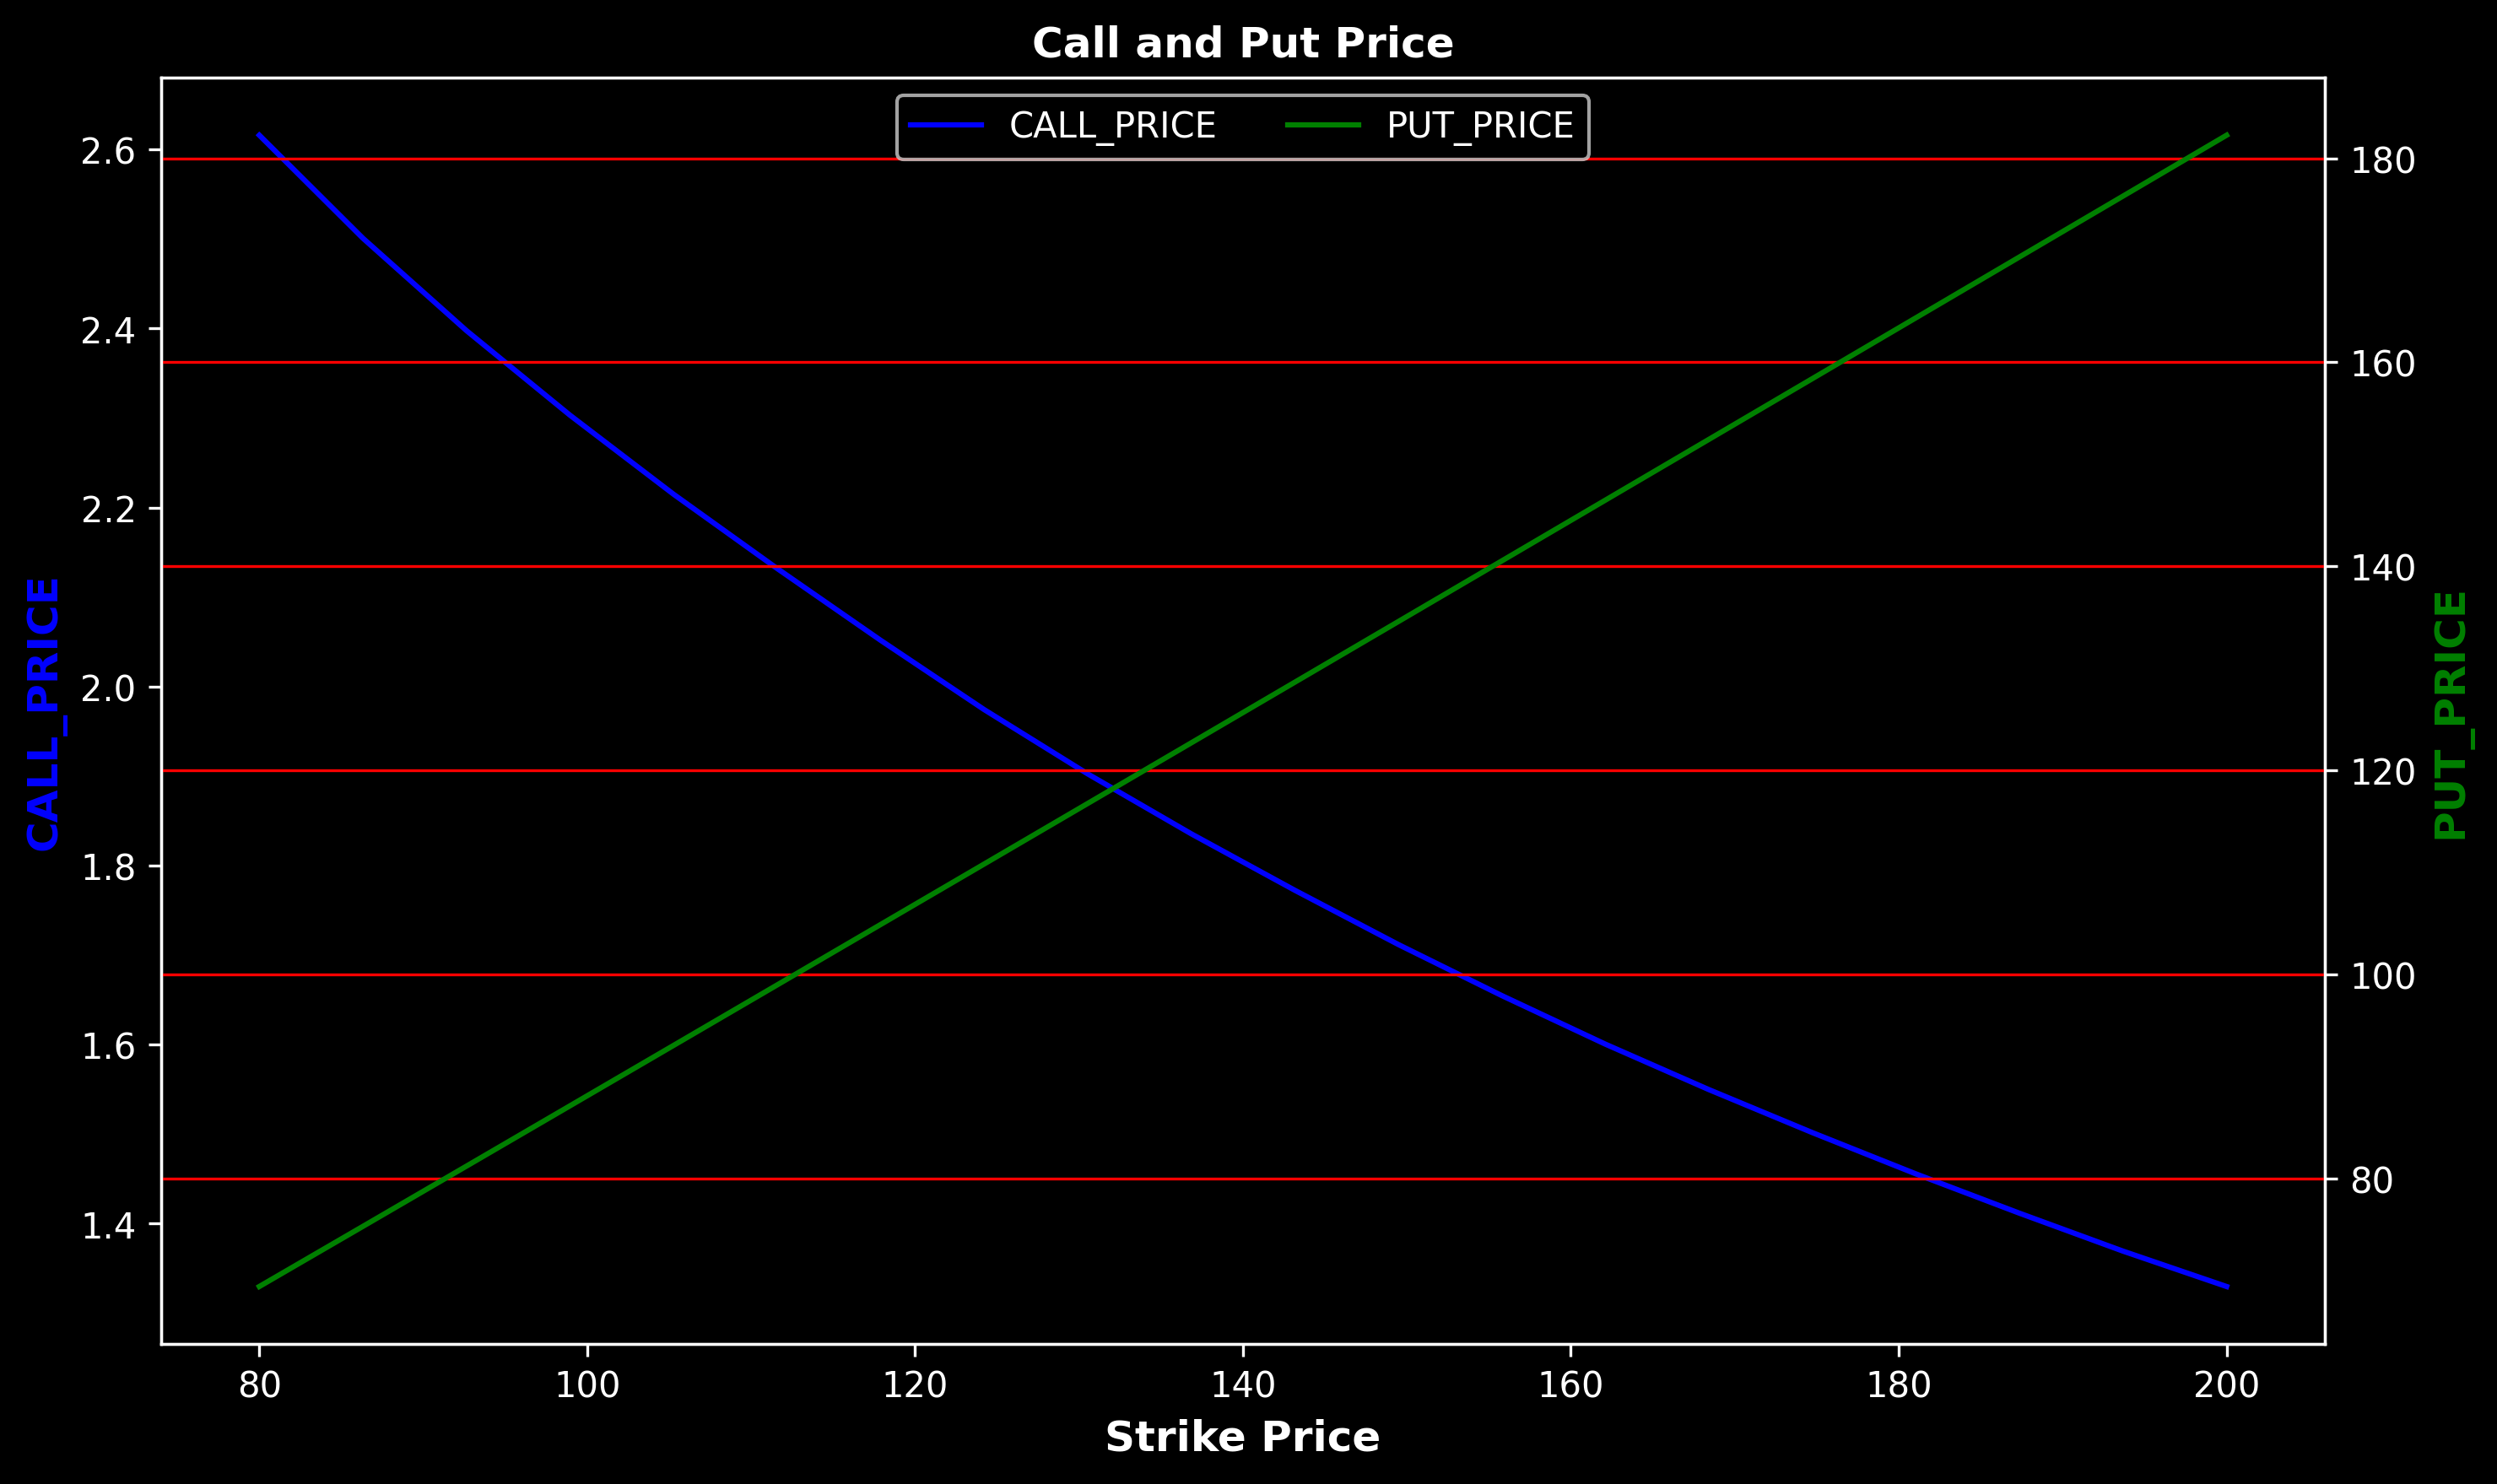 Call and Put Price
CALL_PRICE PUT_PRICE
2.6
2.4
2.2
2.0
1.8
1.6
1.4
CALL_PRICE
180
160
140
120
100
80
PUT_PRICE
80 100 120 140 160 180 200
Strike Price